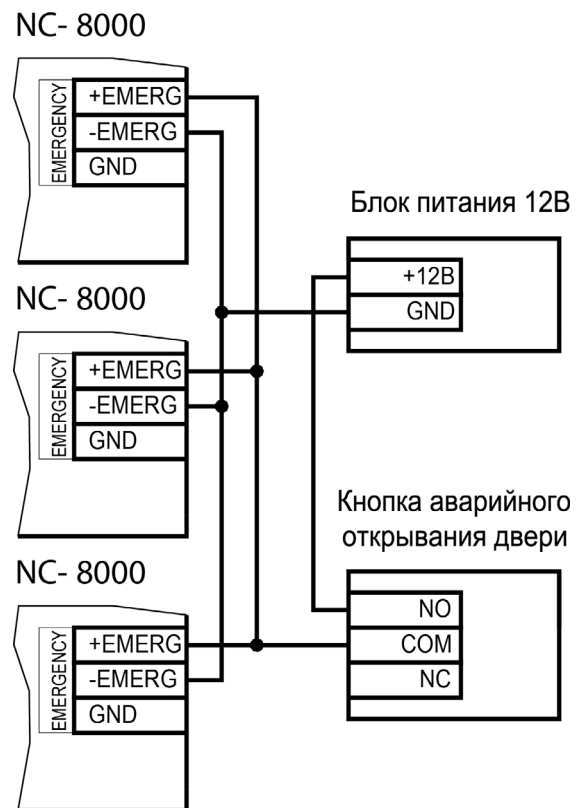 NC- 8000
EMERGENCY
+EMERG
-EMERG
GND
Блок питания 12В
+12В
GND
NC- 8000
EMERGENCY
+EMERG
-EMERG
GND
Кнопка аварийного
открывания двери
NO
COM
NC
NC- 8000
EMERGENCY
+EMERG
-EMERG
GND